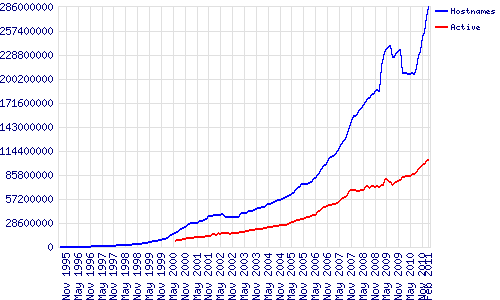 286000000
257400000
228800000
200200000
171600000
143000000
114400000
85800000
57200000
28600000
0
Hostnames
Active
Nov 1995
May 1996
Nov 1996
May 1997
Nov 1997
May 1998
Nov 1998
May 1999
Nov 1999
May 2000
Nov 2000
May 2001
Nov 2001
May 2002
Nov 2002
May 2003
Nov 2003
May 2004
Nov 2004
May 2005
Nov 2005
May 2006
Nov 2006
May 2007
Nov 2007
May 2008
Nov 2008
May 2009
Nov 2009
May 2010
Nov 2010
Feb 2011